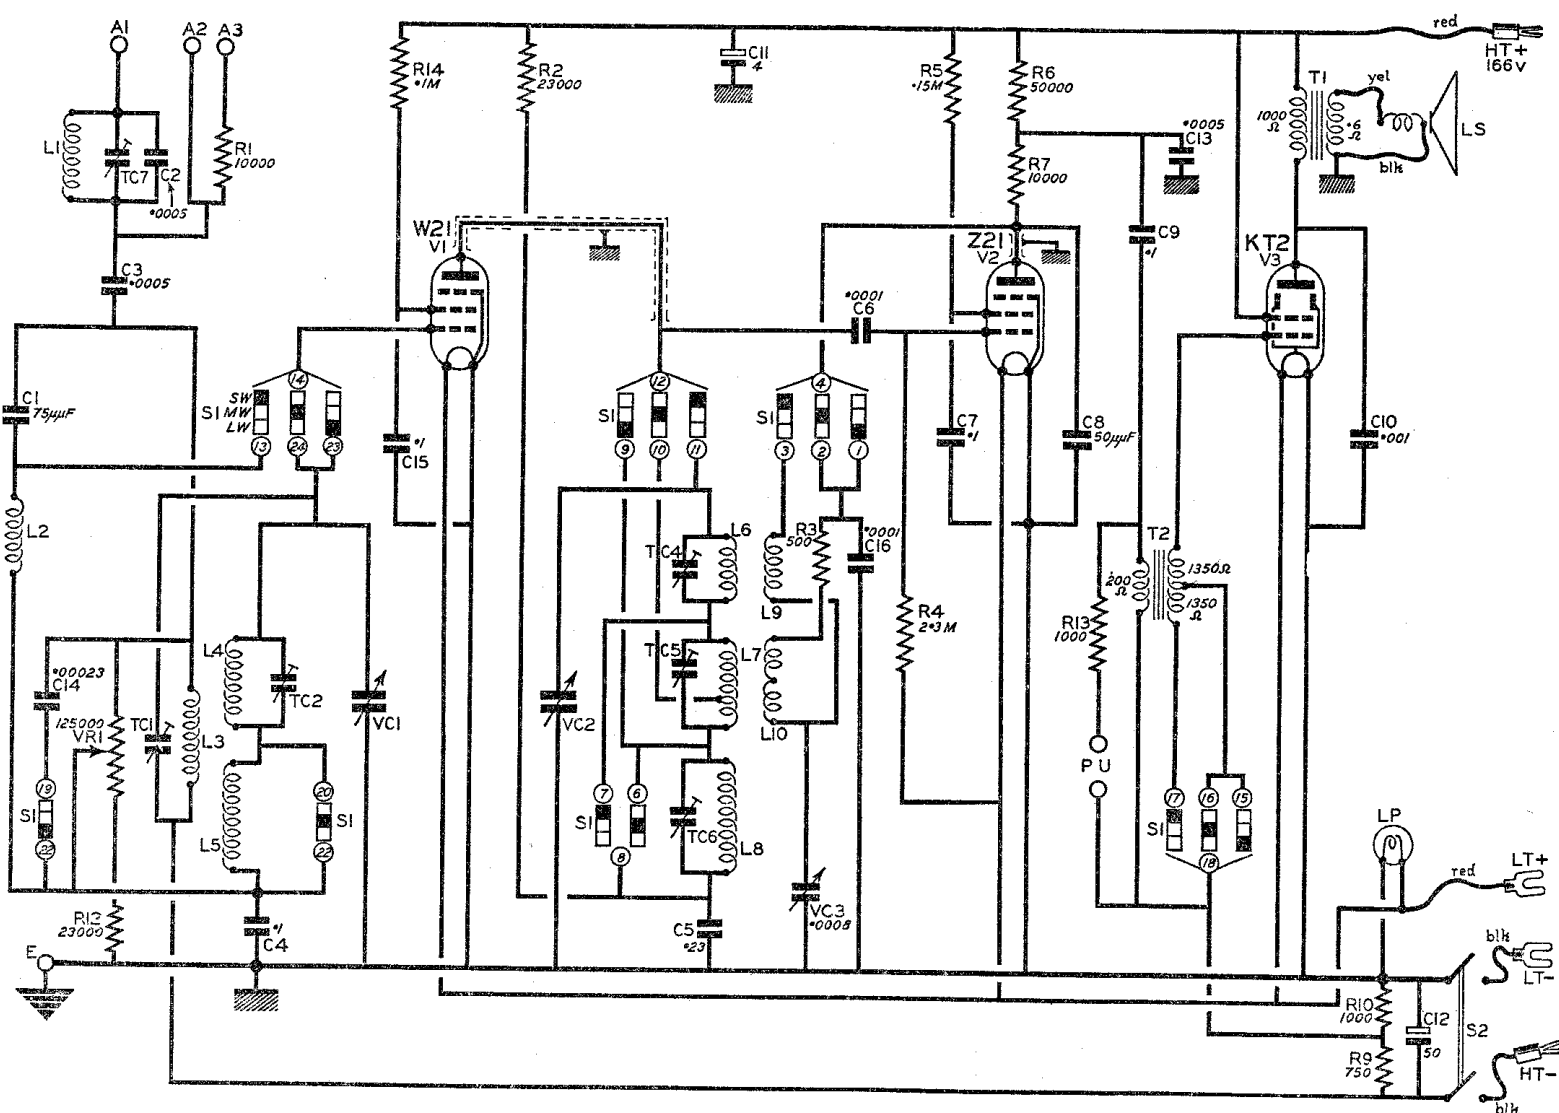 A1
A2
A3
red
HT+
166V
R14
·1M
R2
23000
C11
4
R5
·15M
R6
50000
T1
yel
1000
Ω
·6
Ω
LS
blk
L1
TC7
C2
·0005
R1
10000
R7
10000
·0005
C13
C3
·0005
W21
V1
Z21
V2
C9
·1
KT2
V3
·0001
C6
C1
75μμF
SW
S1 MW
LW
14
13
24
23
·1
C15
12
S1
9
10
11
4
S1
3
2
1
C7
·1
C8
50μμF
C10
·001
L2
TC4
L6
R3
500
·0001
C16
L9
T2
200
Ω
1350Ω
1350
Ω
R4
2·3M
R13
1000
L4
TC2
TC5
L7
L10
·00023
C14
125000
VR1
TC1
L3
VC1
VC2
PU
19
S1
22
L5
20
S1
22
7
6
S1
8
TC6
L8
17
16
15
S1
18
LP
LT+
red
VC3
·0008
R12
23000
·1
C4
C5
·23
E
blk
LT-
R10
1000
C12
50
S2
R9
750
HT-
blk